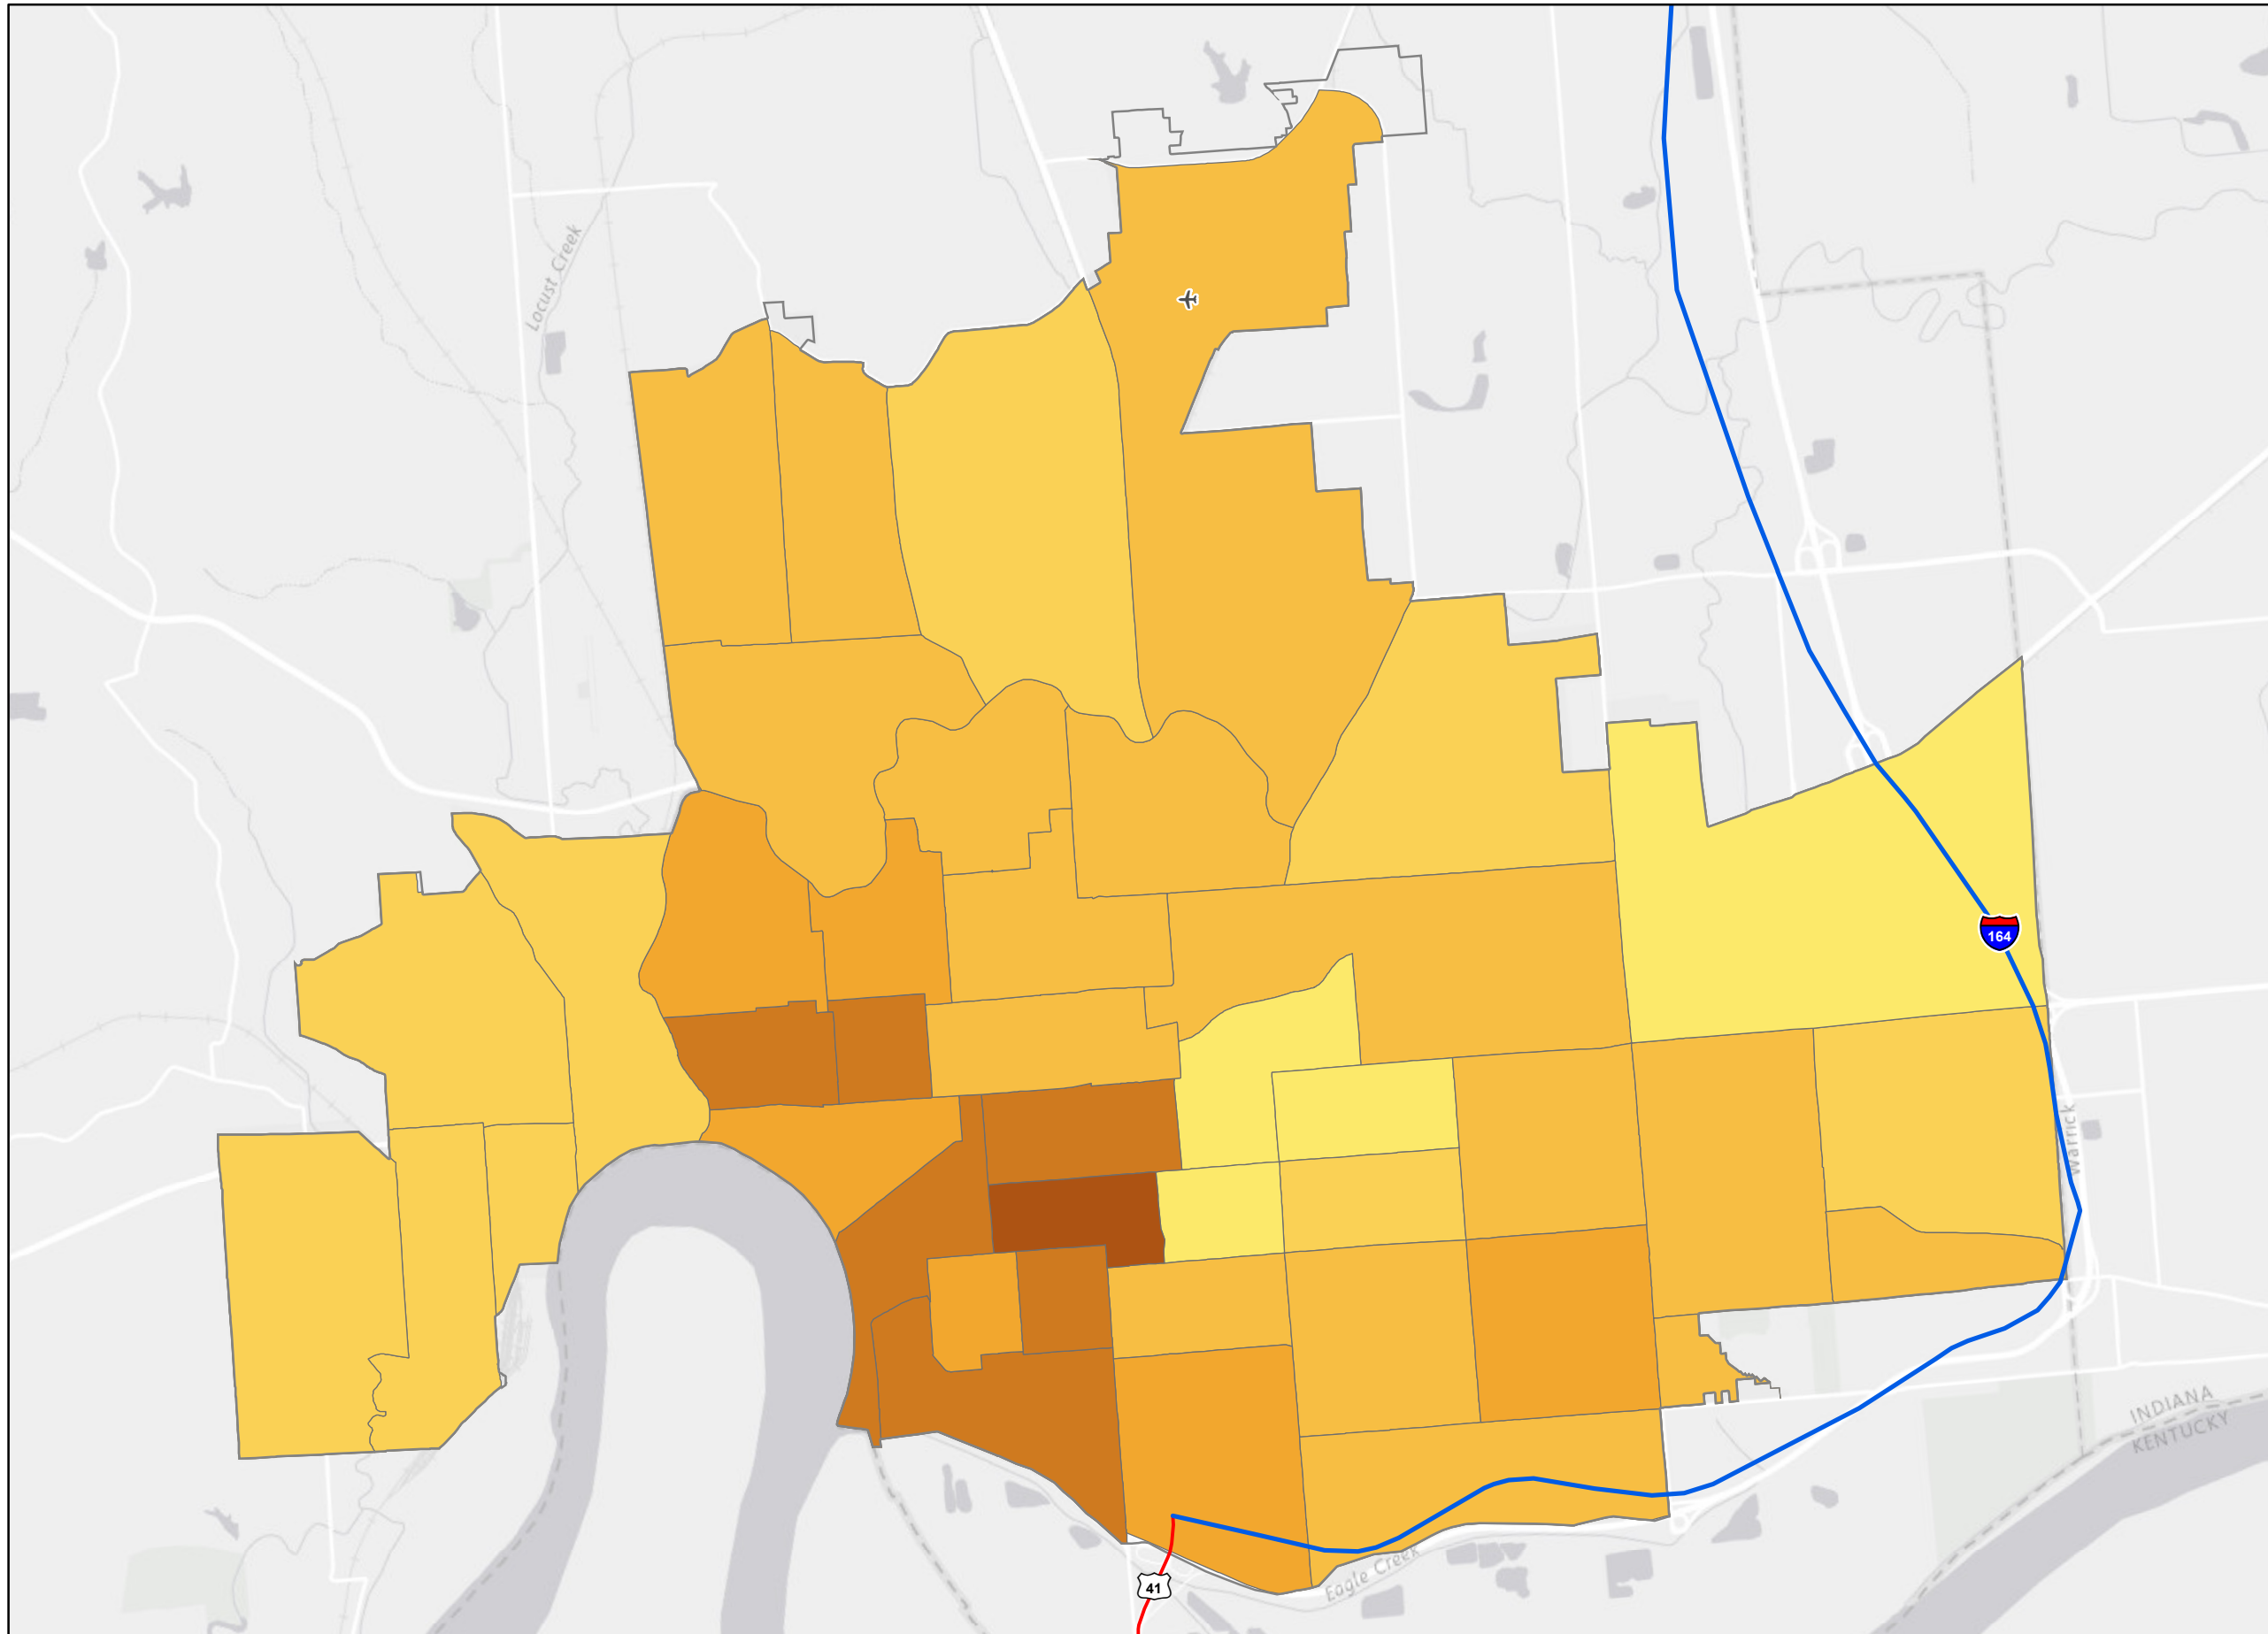 Locust Creek
164
Warrick
INDIANA
KENTUCKY
Eagle Creek
41